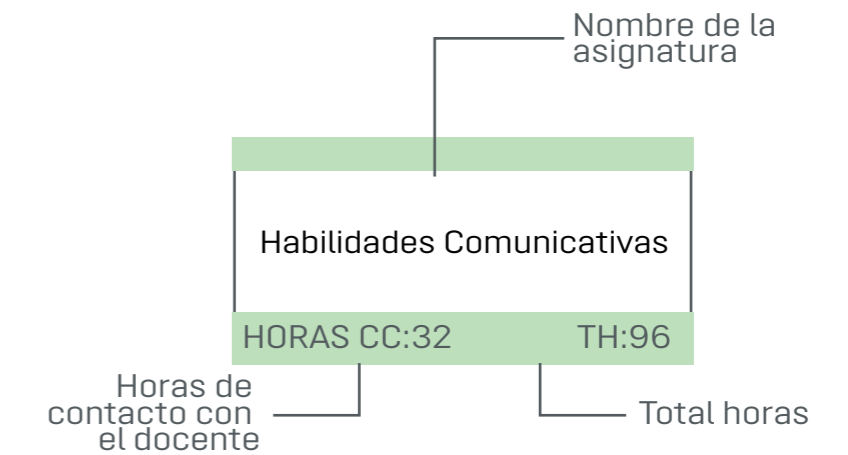 Nombre de la
asignatura
Habilidades Comunicativas
HORAS CC:32 TH:96
Horas de
contacto con
el docente
Total horas